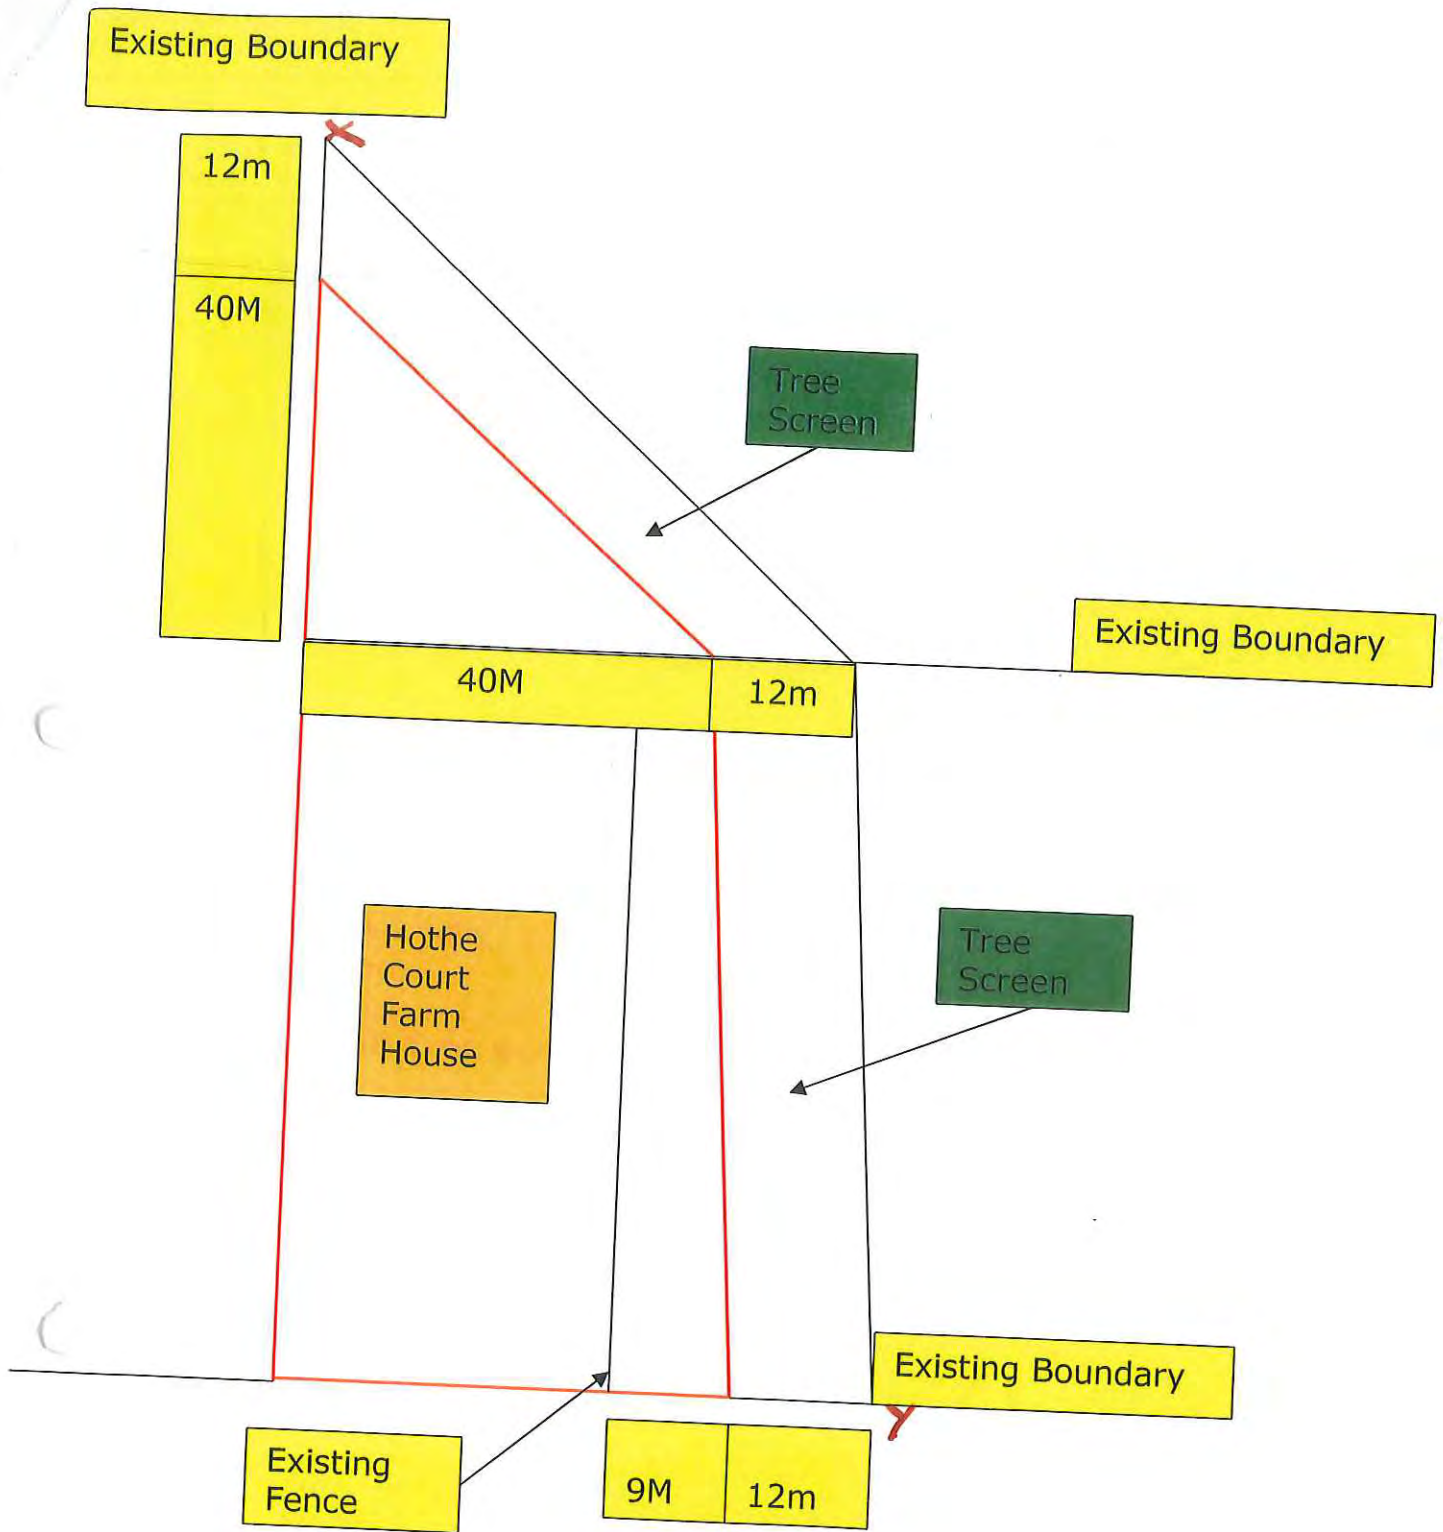 Existing Boundary
X
12m
40M
Tree
Screen
Existing Boundary
40M
12m
Hothe
Court
Farm
House
Tree
Screen
Existing Boundary
Y
Existing
Fence
9M
12m